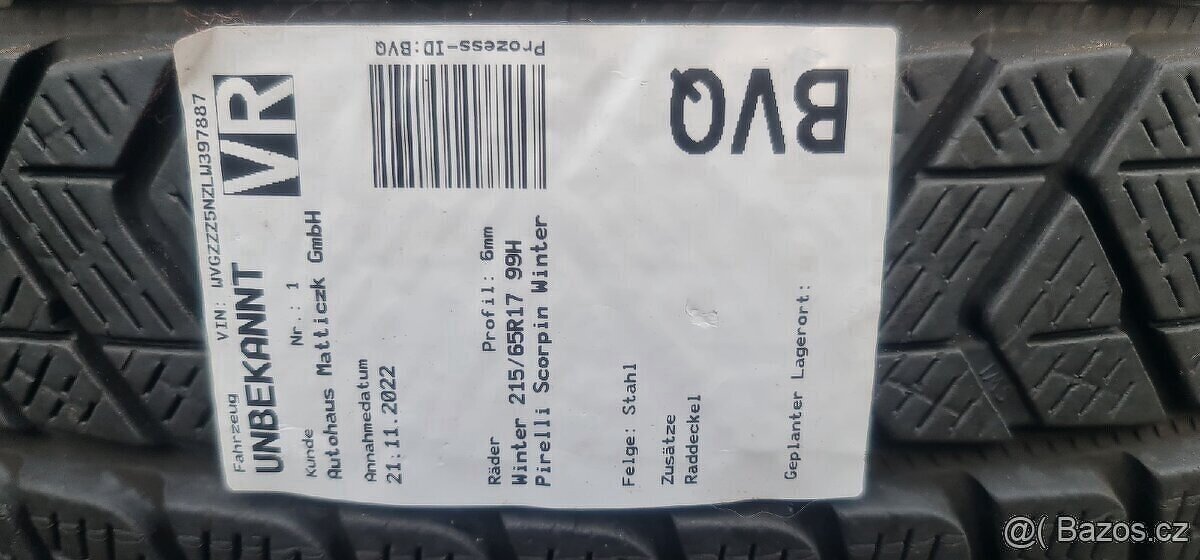 Fahrzeug VIN: WVGZZZ5NZLW397887
UNBEKANNT VR
Kunde Nr.: 1
Autohaus Matticzk GmbH
Annahmedatum
21.11.2022
Prozess-ID:BVQ
Räder Profil: 6mm
Winter 215/65R17 99H
Pirelli Scorpin Winter
Felge: Stahl
Zusätze
Raddeckel
BVQ
Geplanter Lagerort:
@( Bazos.cz